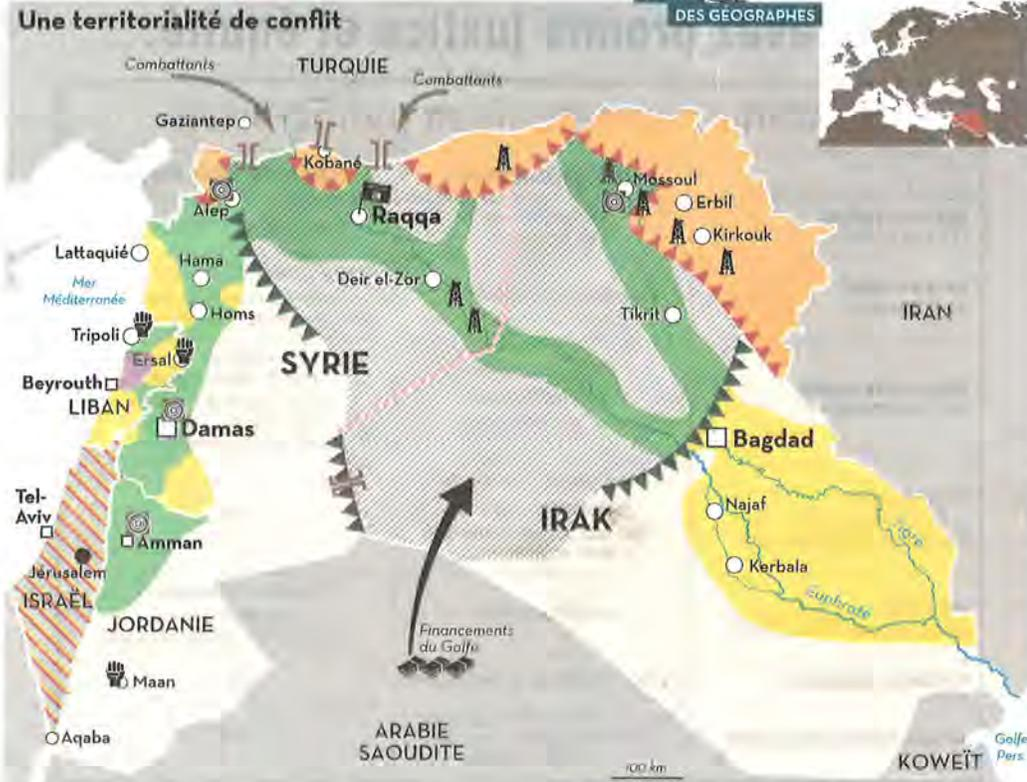 Une territorialité de conflit
DES GÉOGRAPHES
Combattants
TURQUIE
Combattants
Gaziantep
Kobané
Alep
Raqqa
Mossoul
Erbil
Kirkouk
Lattaquié
Hama
Deir el-Zor
Mer
Méditerranée
Homs
Tikrit
IRAN
Tripoli
Ersal
SYRIE
Beyrouth
LIBAN
Damas
Bagdad
Tel-
Aviv
Amman
IRAK
Najaf
Tigre
Jérusalem
Kerbala
ISRAËL
Euphrate
JORDANIE
Financements
du Golfe
Maan
Aqaba
ARABIE
SAOUDITE
100 km
KOWEÏT
Golfe
Pers.